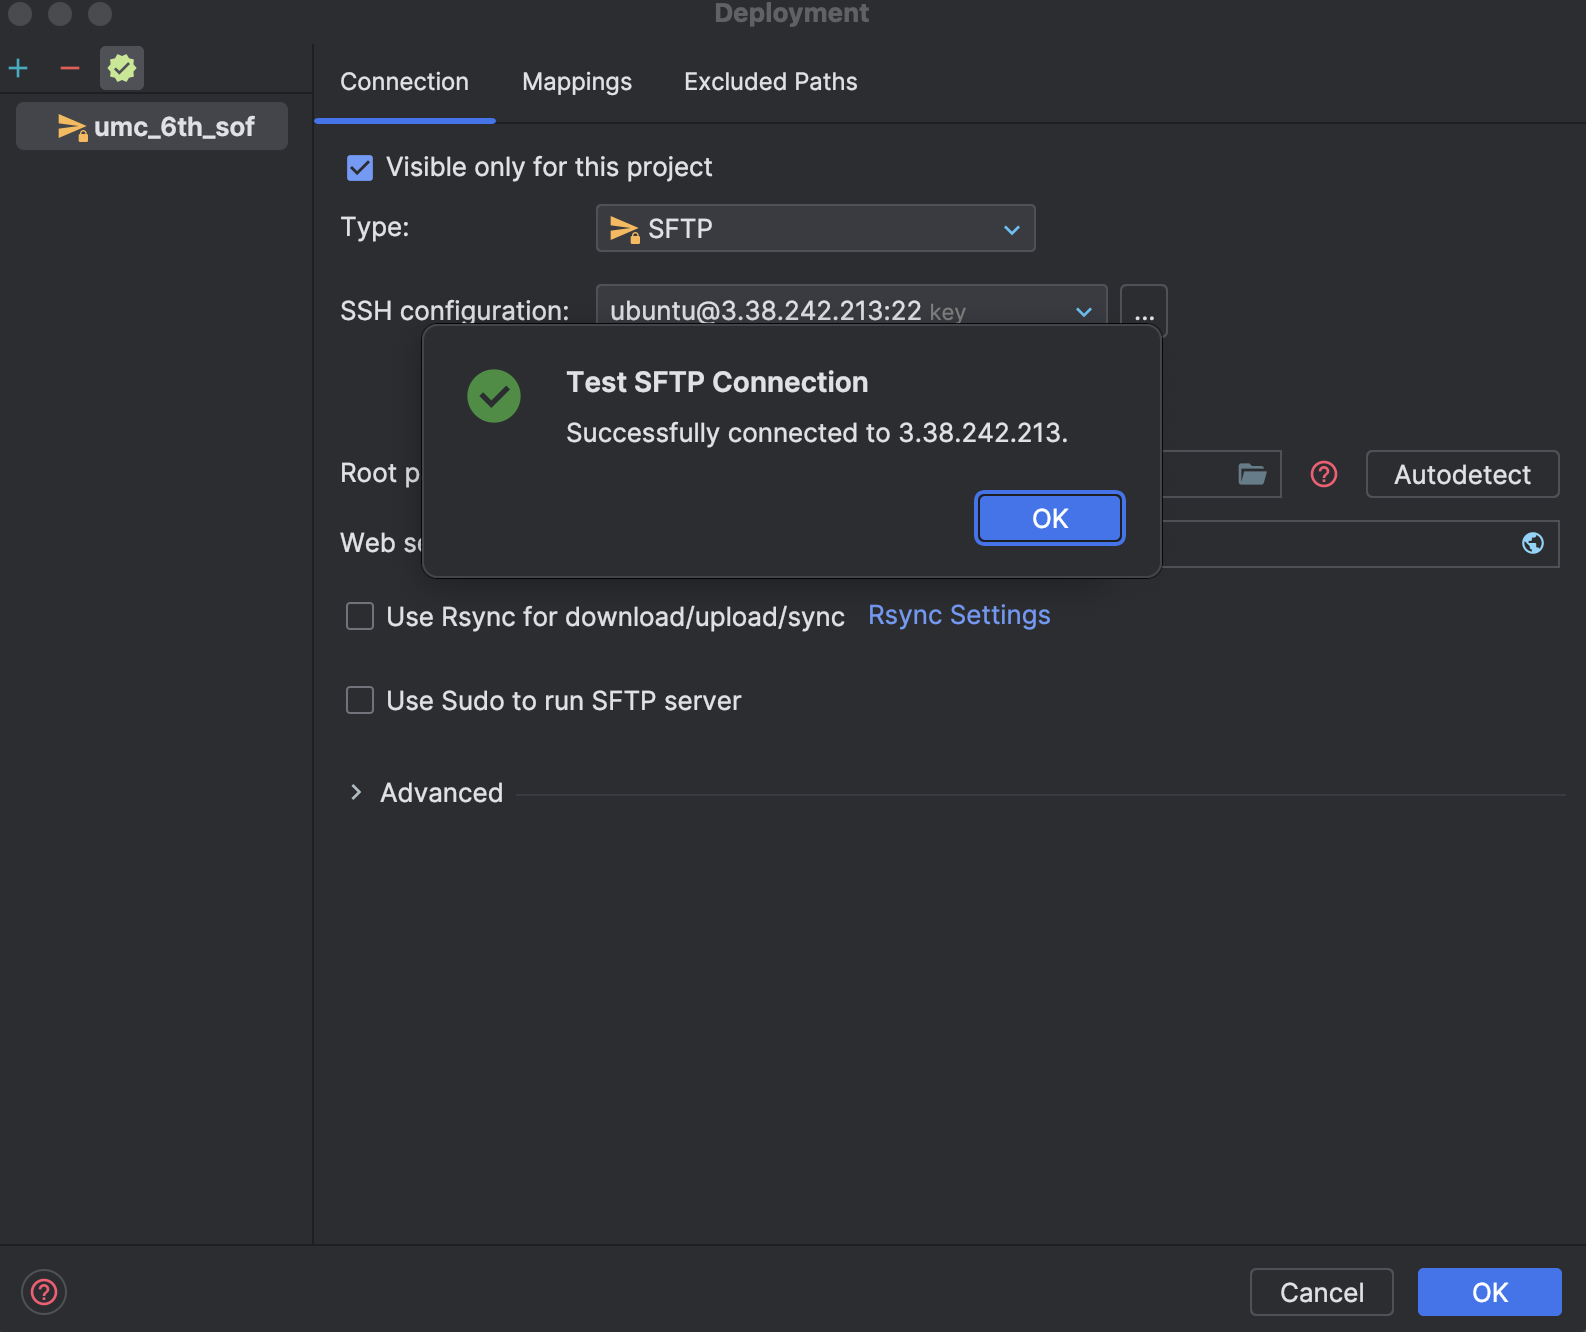 Deployment
umc_6th_sof
Connection
Mappings
Excluded Paths
Visible only for this project
Type:
SFTP
SSH configuration:
ubuntu@3.38.242.213:22 key
...
Test SFTP Connection
Successfully connected to 3.38.242.213.
OK
Root
Autodetect
Web
Use Rsync for download/upload/sync
Rsync Settings
Use Sudo to run SFTP server
Advanced
Cancel
OK